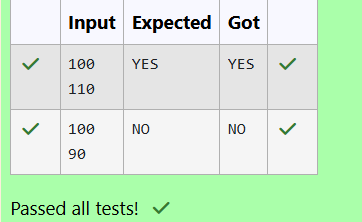 Input Expected Got
100 YES YES
110
100 NO NO
90
Passed all tests!